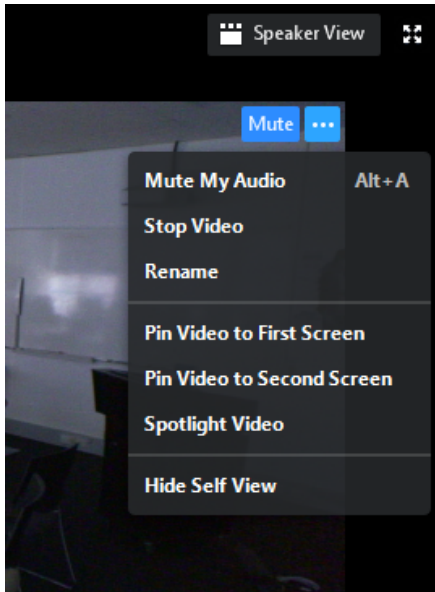 Speaker View
Mute ...
Mute My Audio Alt+A
Stop Video
Rename
Pin Video to First Screen
Pin Video to Second Screen
Spotlight Video
Hide Self View